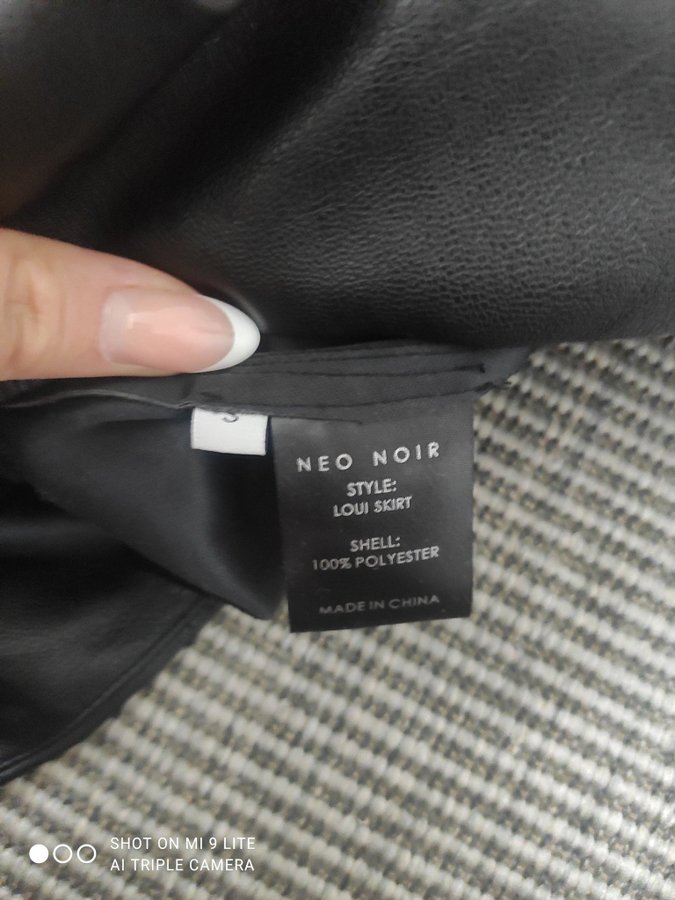 S
NEO NOIR
STYLE:
LOUI SKIRT
SHELL:
100% POLYESTER
MADE IN CHINA
SHOT ON MI 9 LITE
AI TRIPLE CAMERA